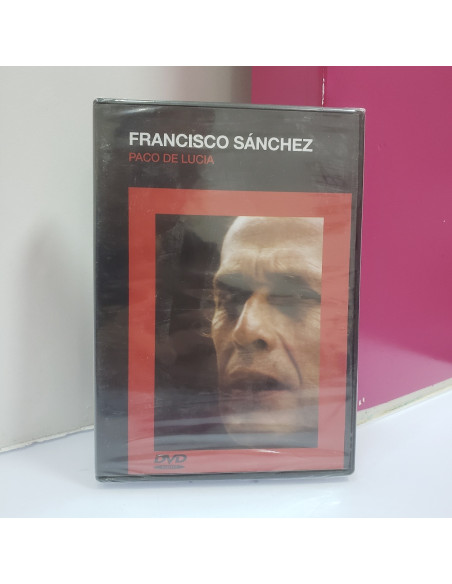 FRANCISCO SÁNCHEZ
PACO DE LUCIA
DVD